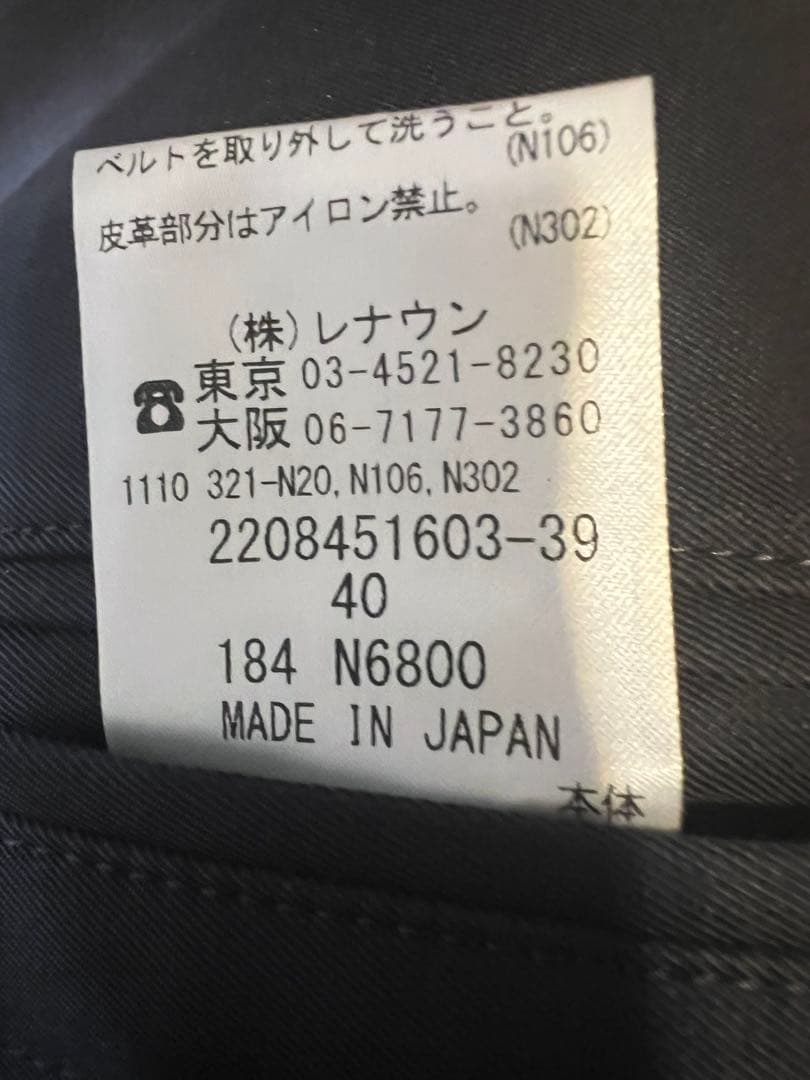 ベルトを取り外して洗うこと。
(N106)
皮革部分はアイロン禁止。
(N302)
(株)レナウン
☎東京 03-4521-8230
大阪 06-7177-3860
1110 321-N20,N106,N302
2208451603-39
40
184 N6800
MADE IN JAPAN
本体